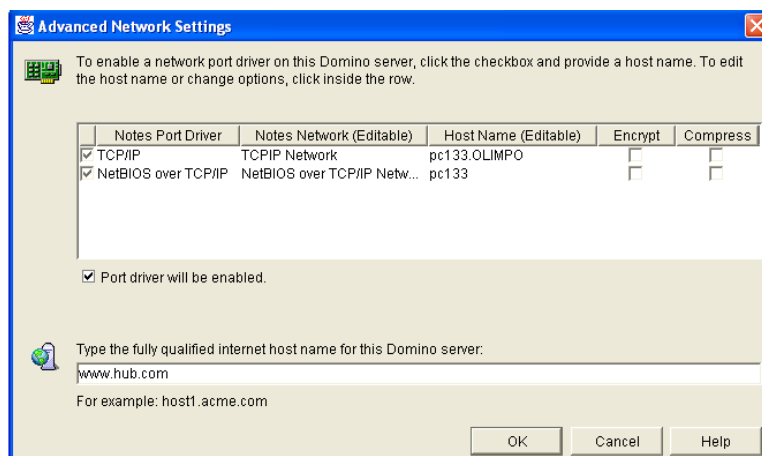 Advanced Network Settings
To enable a network port driver on this Domino server, click the checkbox and provide a host name. To edit
the host name or change options, click inside the row.
Notes Port Driver Notes Network (Editable) Host Name (Editable) Encrypt Compress
TCP/IP TCPIP Network pc133.OLIMPO
NetBIOS over TCP/IP NetBIOS over TCP/IP Netw... pc133
Port driver will be enabled.
Type the fully qualified internet host name for this Domino server:
www.hub.com
For example: host1.acme.com
OK Cancel Help